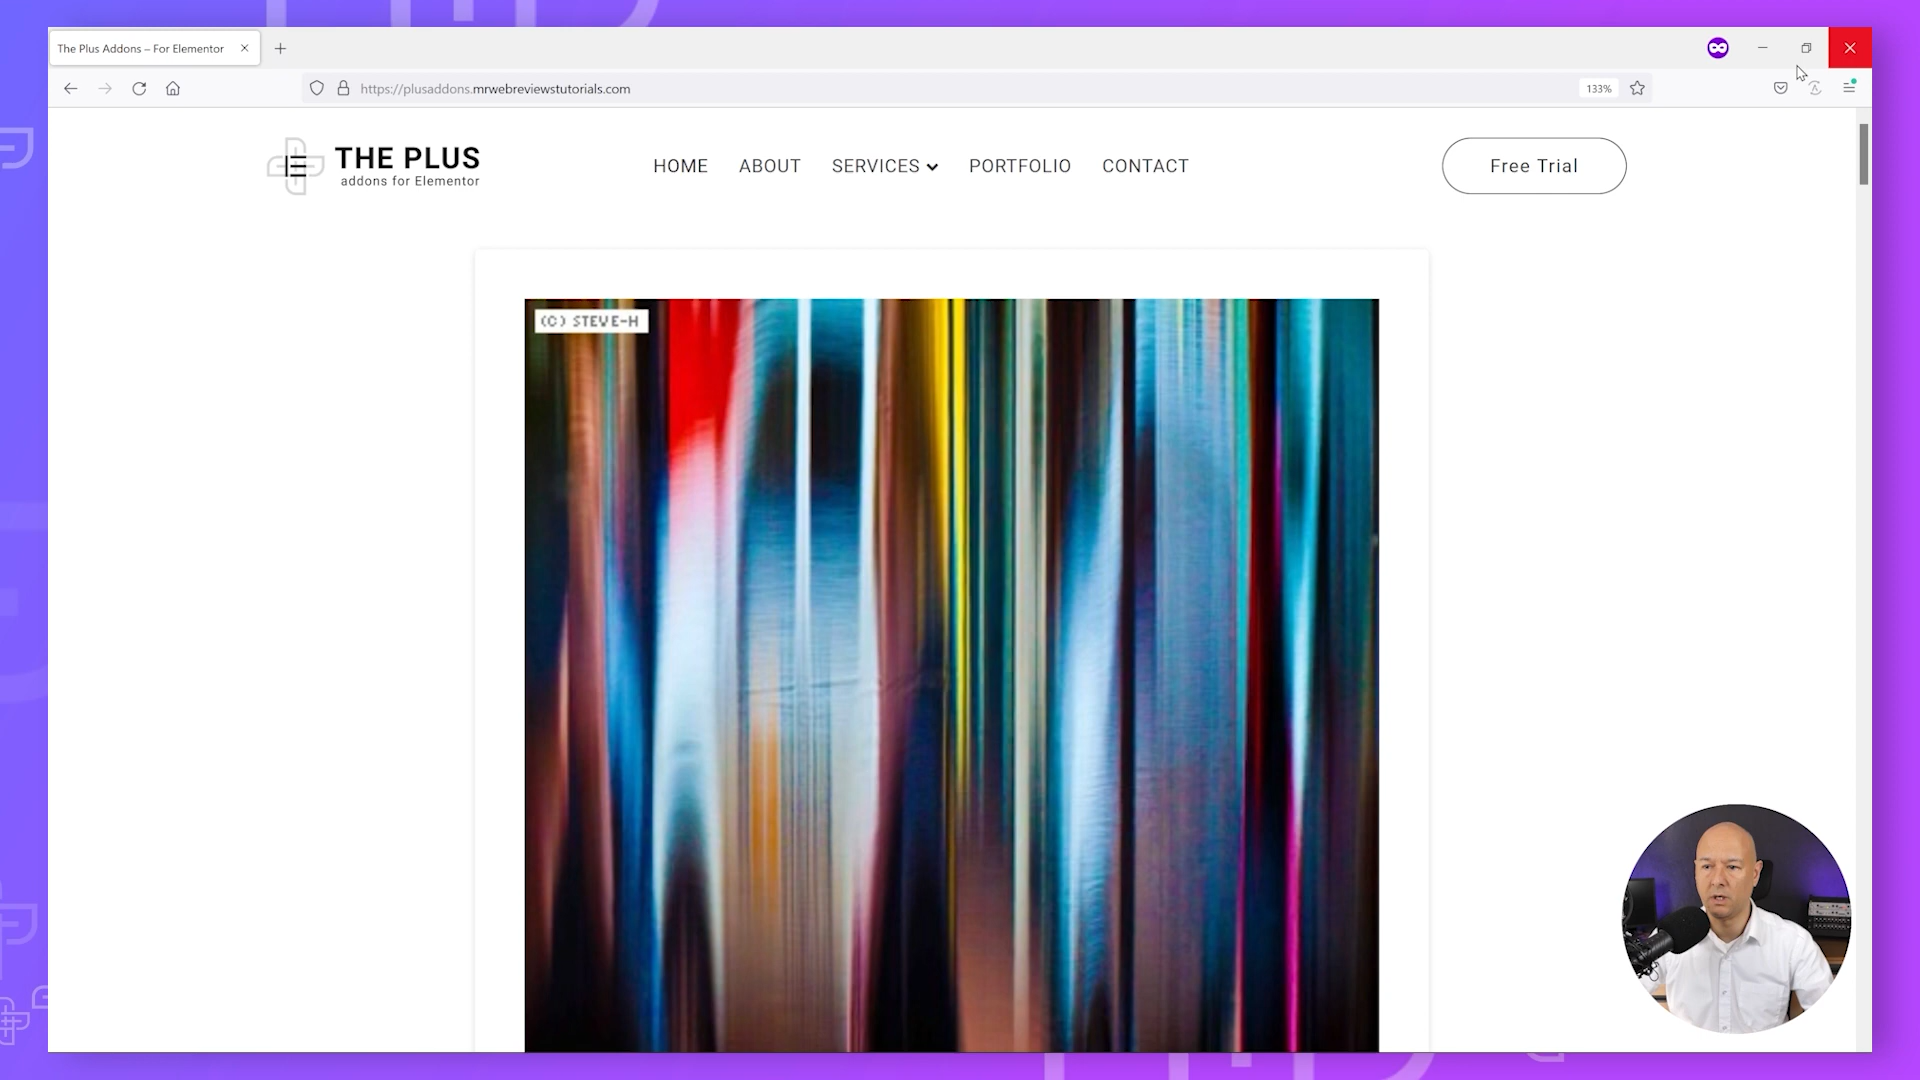 The Plus Addons – For Elementor
https://plusaddons.mrwebreviewstutorials.com
133%
THE PLUS
addons for Elementor
HOME
ABOUT
SERVICES
PORTFOLIO
CONTACT
Free Trial
(C) STEVE-H